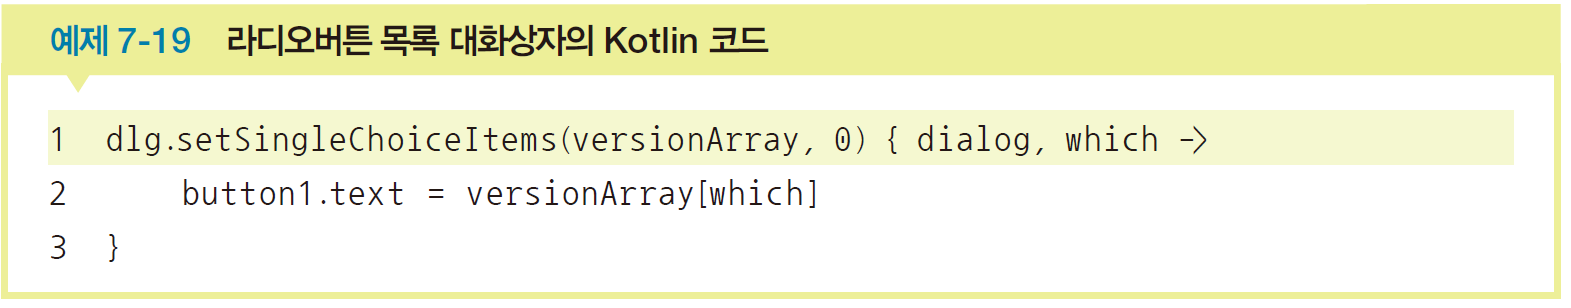 예제 7-19 라디오버튼 목록 대화상자의 Kotlin 코드
1 dlg.setSingleChoiceItems(versionArray, 0) { dialog, which ->
2 button1.text = versionArray[which]
3 }